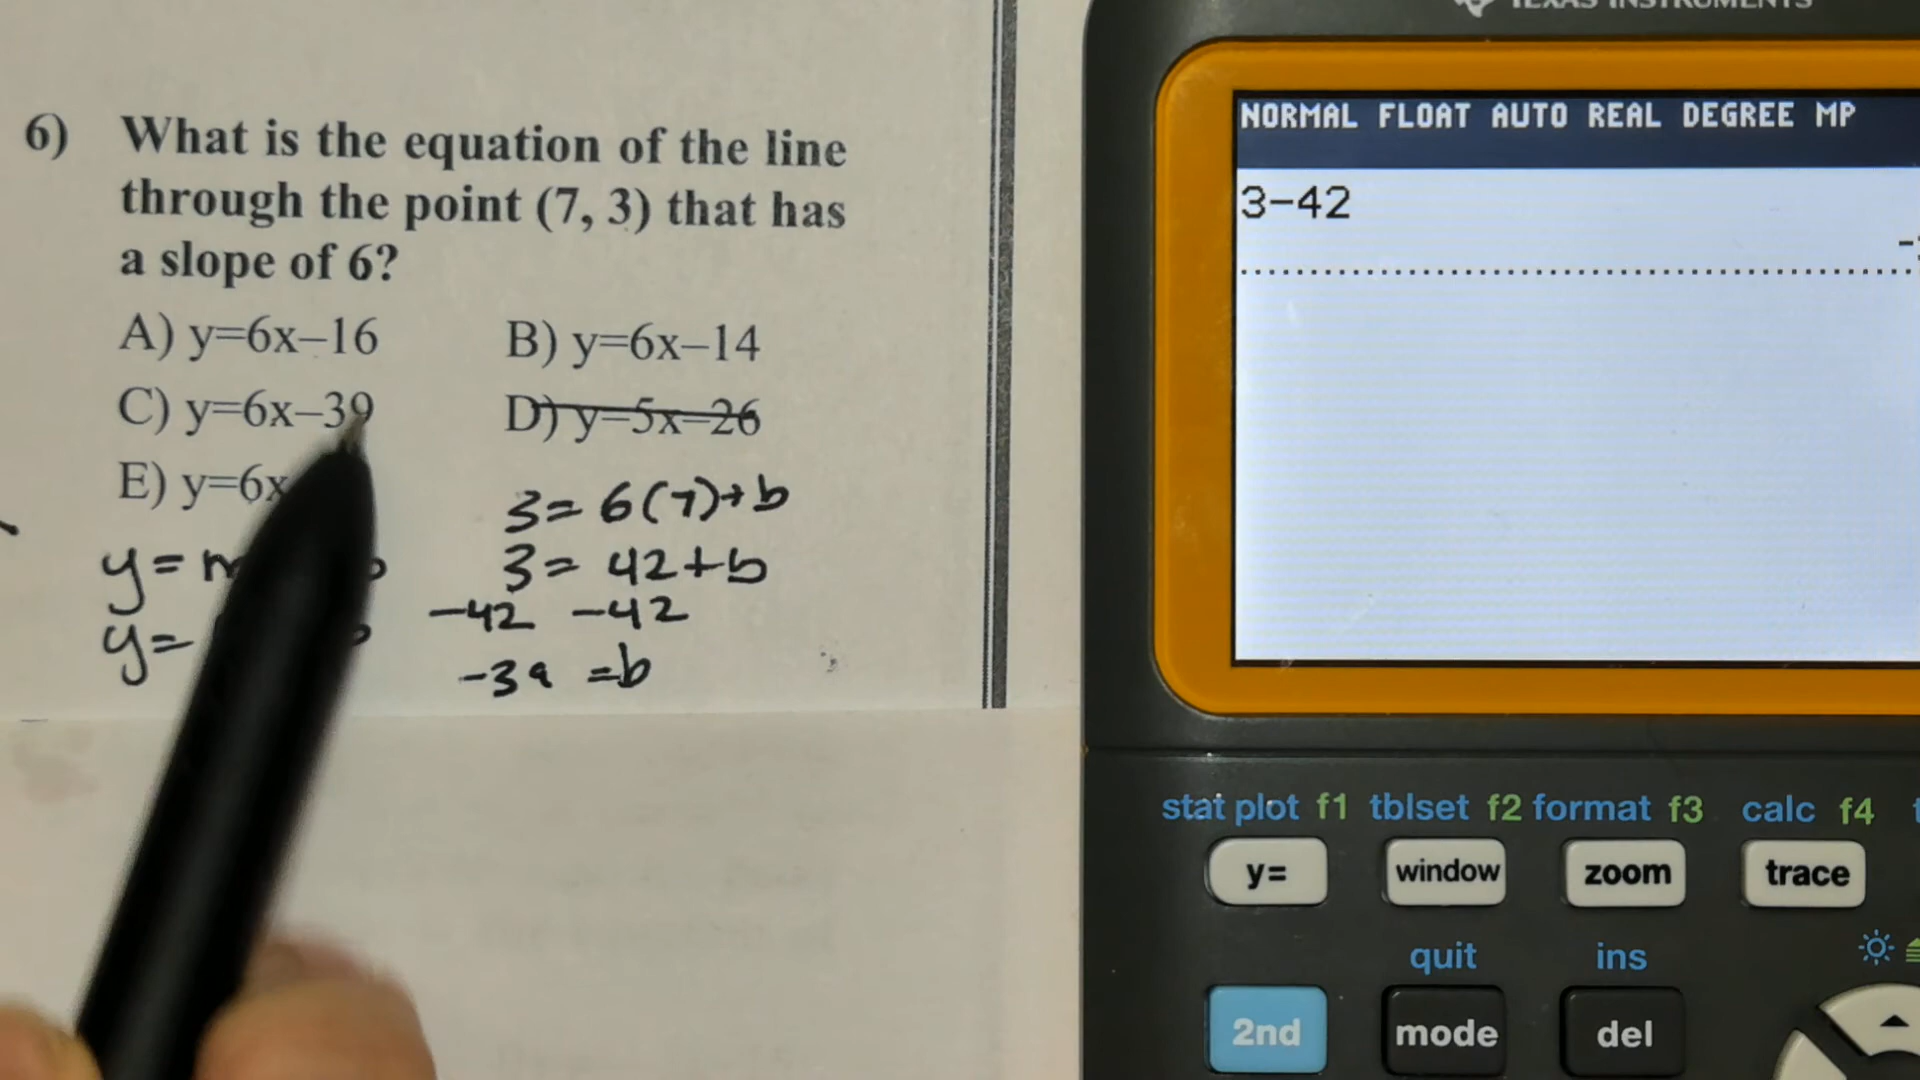 TEXAS INSTRUMENTS
6) What is the equation of the line
through the point (7, 3) that has
a slope of 6?
A) y=6x–16 B) y=6x–14
C) y=6x–39 D) y=5x–26
E) y=6x
3= 6(7)+b
y= 3= 42+b
-42 -42
y=
-39 =b
NORMAL FLOAT AUTO REAL DEGREE MP
3-42
stat plot f1 tblset f2 format f3 calc f4
y= window zoom trace
quit ins
2nd mode del